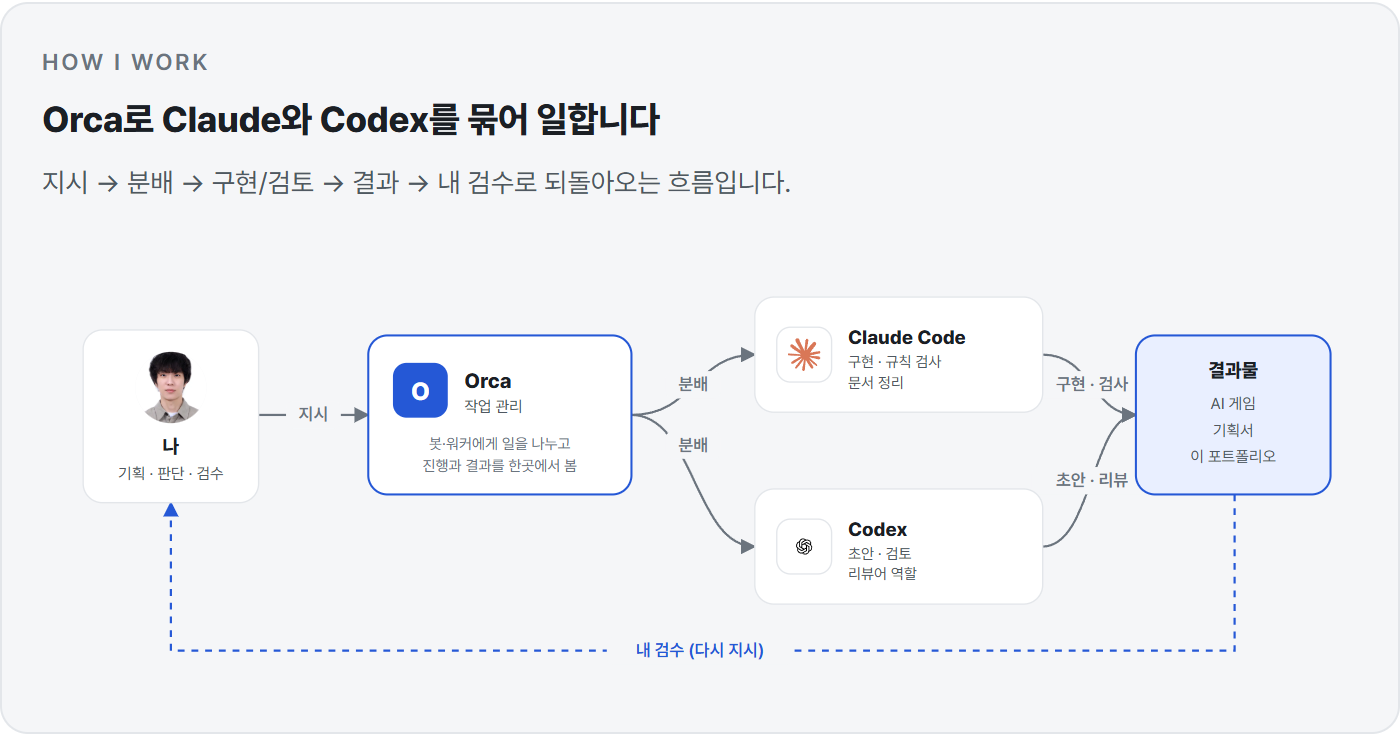 HOW I WORK
Orca로 Claude와 Codex를 묶어 일합니다
지시 → 분배 → 구현/검토 → 결과 → 내 검수로 되돌아오는 흐름입니다.
나
기획 · 판단 · 검수
지시
O
Orca
작업 관리
봇·워커에게 일을 나누고
진행과 결과를 한곳에서 봄
분배
분배
Claude Code
구현 · 규칙 검사
문서 정리
Codex
초안 · 검토
리뷰어 역할
구현 · 검사
초안 · 리뷰
결과물
AI 게임
기획서
이 포트폴리오
내 검수 (다시 지시)